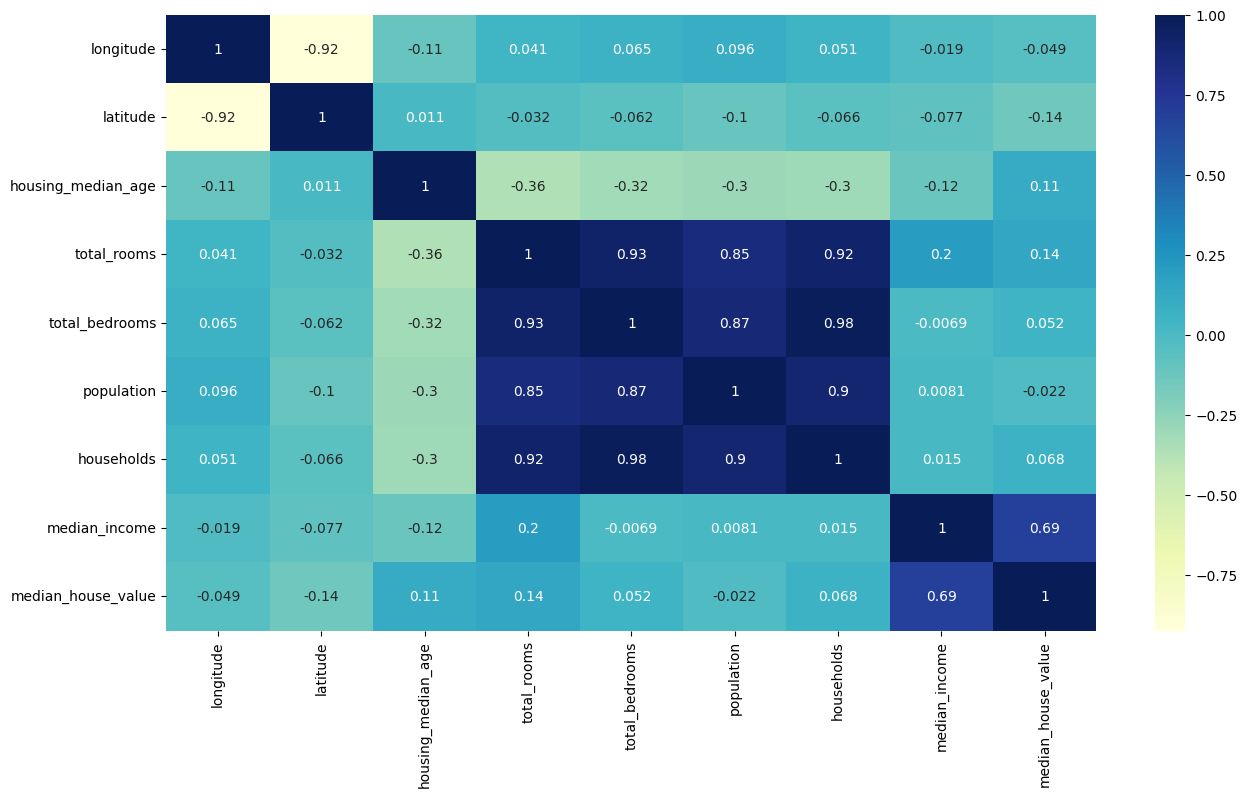 longitude 1 -0.92 -0.11 0.041 0.065 0.096 0.051 -0.019 -0.049
latitude -0.92 1 0.011 -0.032 -0.062 -0.1 -0.066 -0.077 -0.14
housing_median_age -0.11 0.011 1 -0.36 -0.32 -0.3 -0.3 -0.12 0.11
total_rooms 0.041 -0.032 -0.36 1 0.93 0.85 0.92 0.2 0.14
total_bedrooms 0.065 -0.062 -0.32 0.93 1 0.87 0.98 -0.0069 0.052
population 0.096 -0.1 -0.3 0.85 0.87 1 0.9 0.0081 -0.022
households 0.051 -0.066 -0.3 0.92 0.98 0.9 1 0.015 0.068
median_income -0.019 -0.077 -0.12 0.2 -0.0069 0.0081 0.015 1 0.69
median_house_value -0.049 -0.14 0.11 0.14 0.052 -0.022 0.068 0.69 1
longitude
latitude
housing_median_age
total_rooms
total_bedrooms
population
households
median_income
median_house_value
1.00
0.75
0.50
0.25
0.00
−0.25
−0.50
−0.75